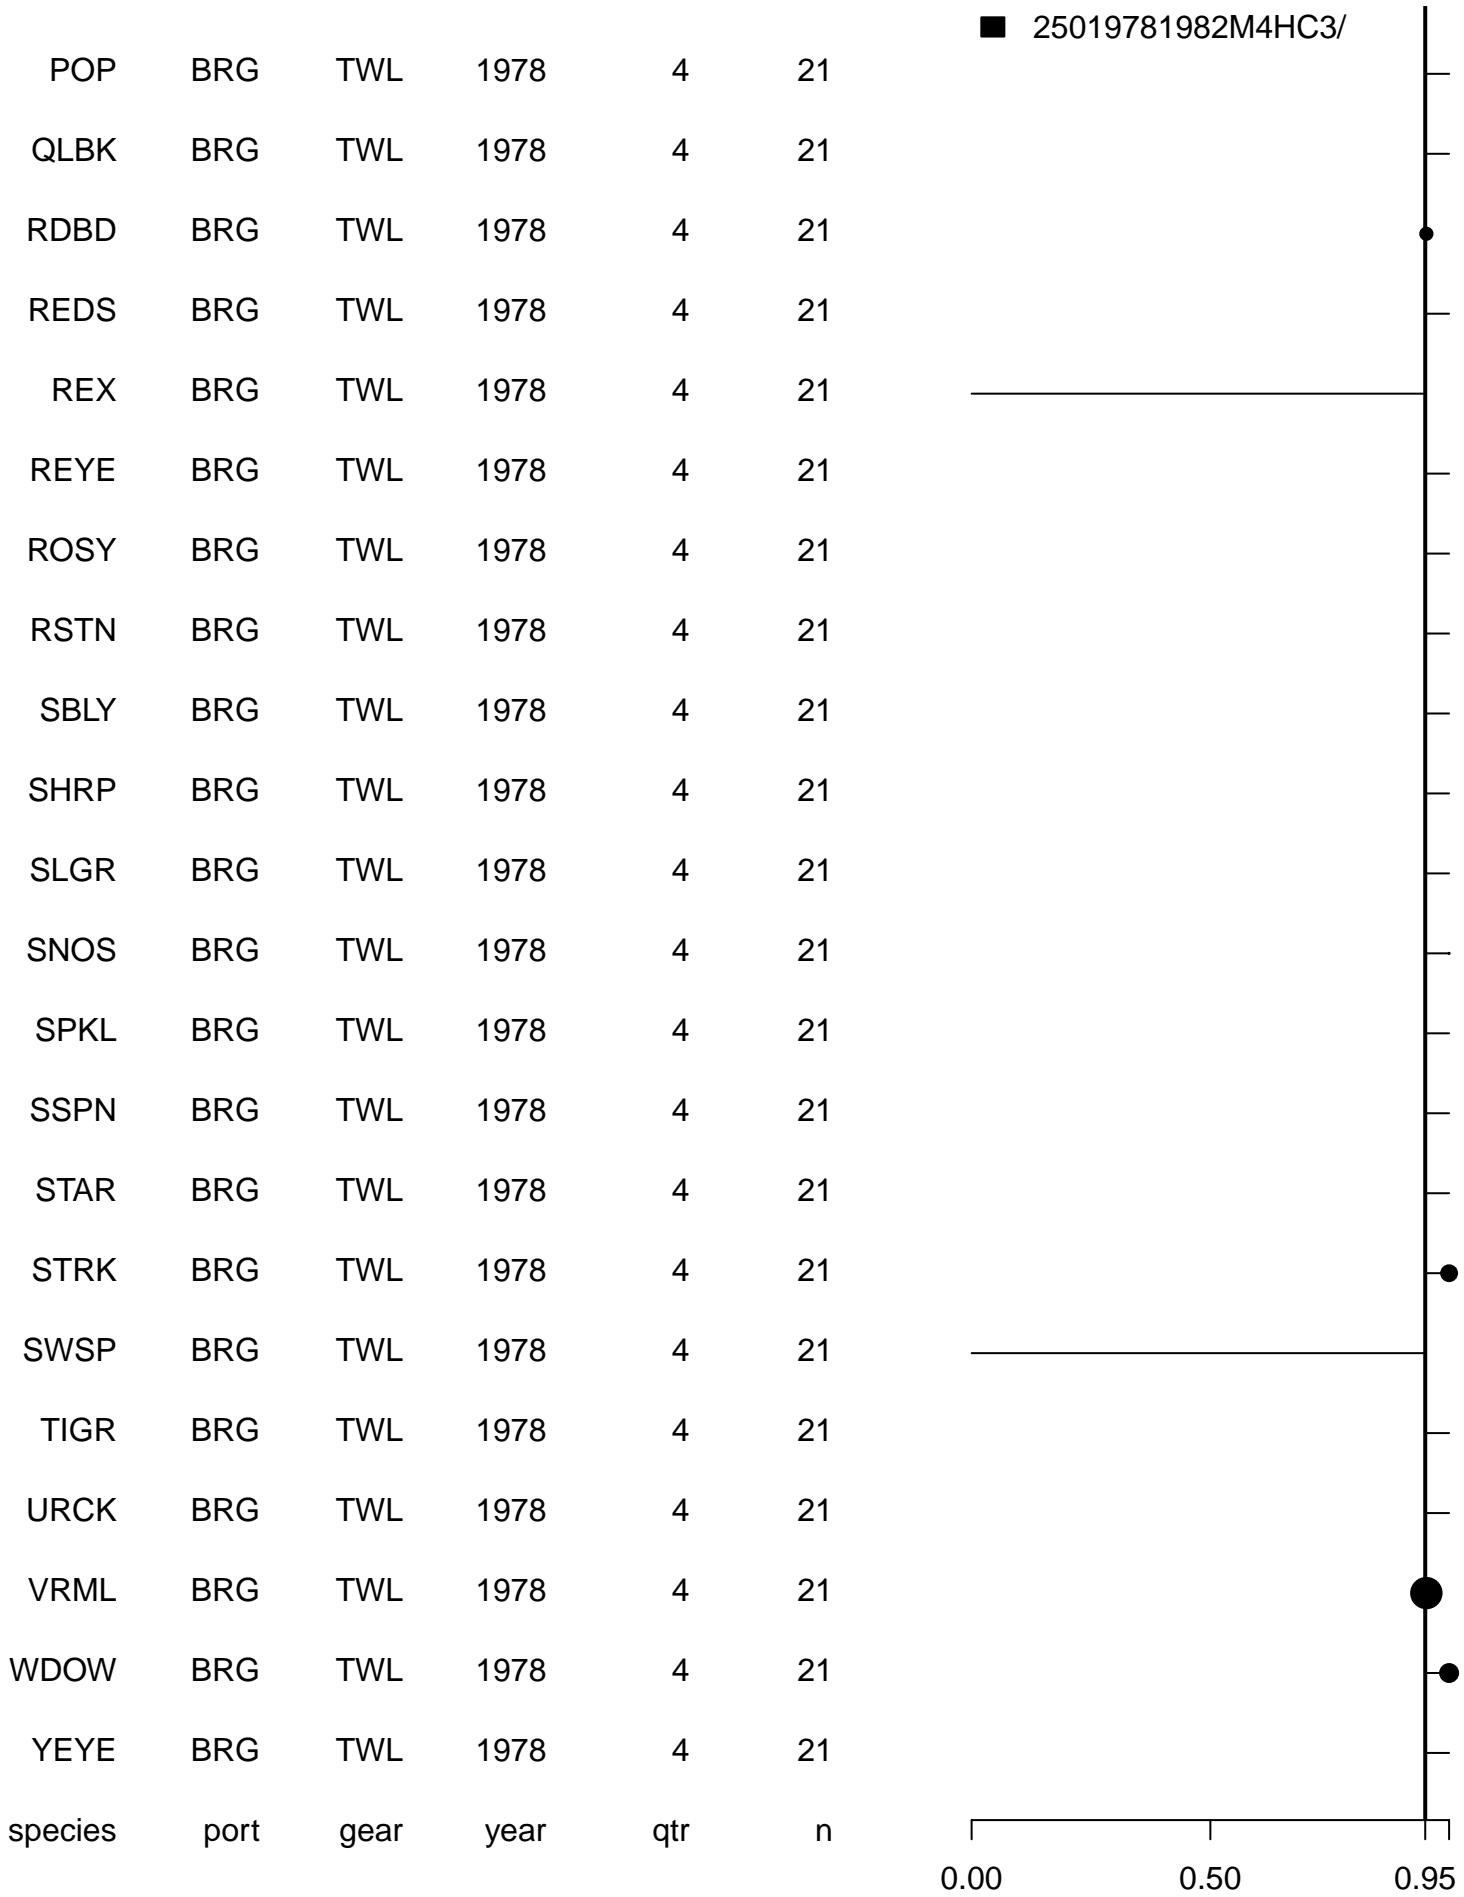 25019781982M4HC3/
POP BRG TWL 1978 4 21
QLBK BRG TWL 1978 4 21
RDBD BRG TWL 1978 4 21
REDS BRG TWL 1978 4 21
REX BRG TWL 1978 4 21
REYE BRG TWL 1978 4 21
ROSY BRG TWL 1978 4 21
RSTN BRG TWL 1978 4 21
SBLY BRG TWL 1978 4 21
SHRP BRG TWL 1978 4 21
SLGR BRG TWL 1978 4 21
SNOS BRG TWL 1978 4 21
SPKL BRG TWL 1978 4 21
SSPN BRG TWL 1978 4 21
STAR BRG TWL 1978 4 21
STRK BRG TWL 1978 4 21
SWSP BRG TWL 1978 4 21
TIGR BRG TWL 1978 4 21
URCK BRG TWL 1978 4 21
VRML BRG TWL 1978 4 21
WDOW BRG TWL 1978 4 21
YEYE BRG TWL 1978 4 21
species port gear year qtr n
0.00 0.50 0.95